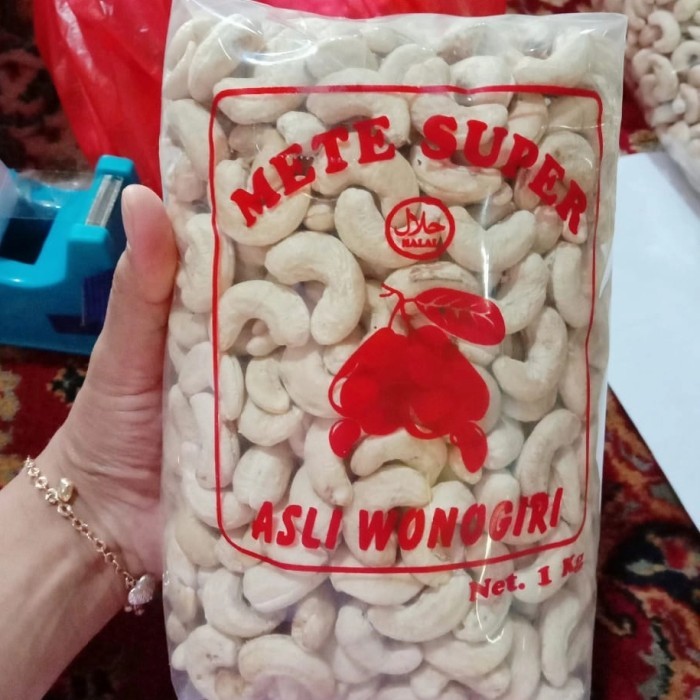 METE SUPER
حلال
HALAL
ASLI WONOGIRI
Net. 1 Kg